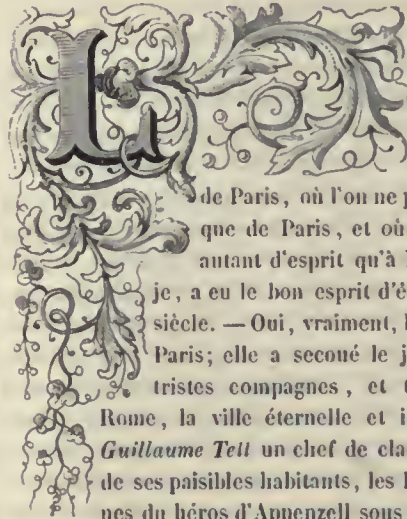 L
de Paris, où l'on ne p
que de Paris, et où
autant d'esprit qu'à
je, a eu le bon esprit d'é
siècle. — Oui, vraiment, l
Paris; elle a secoué le j
tristes compagnes, et
Rome, la ville éternelle et i
Guillaume Tell un chef de cla
de ses paisibles habitants, les
nes du héros d'Appenzell sous